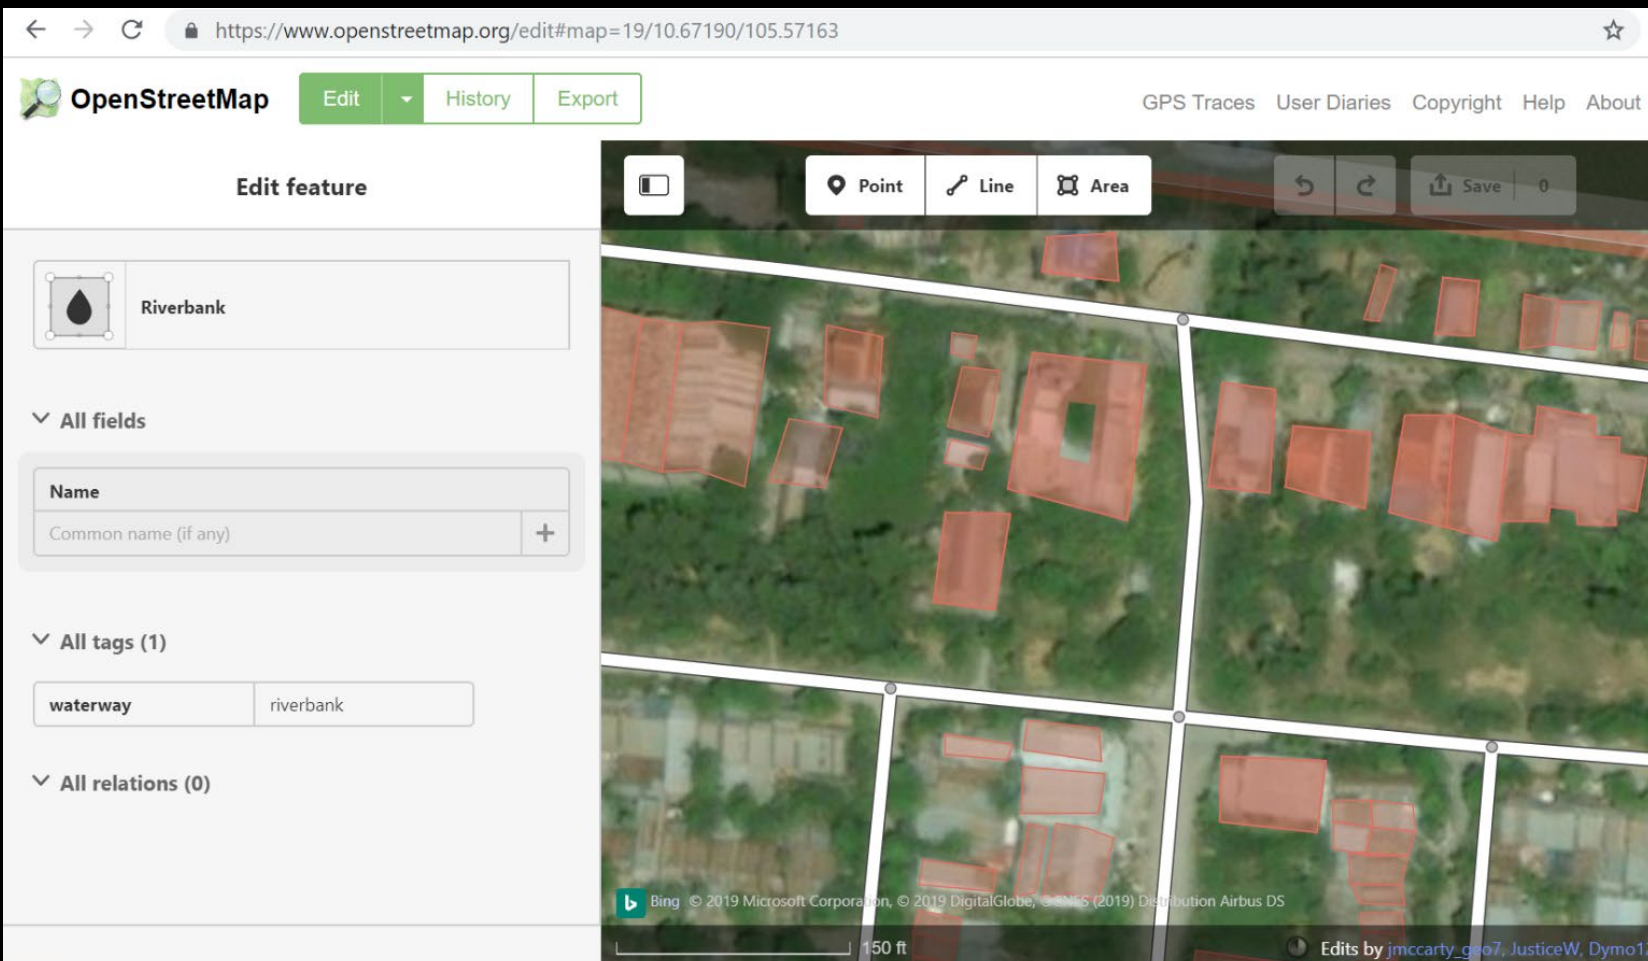 https://www.openstreetmap.org/edit#map=19/10.67190/105.57163
OpenStreetMap Edit History Export GPS Traces User Diaries Copyright Help About
Edit feature
Point Line Area Save 0
Riverbank
All fields
Name
Common name (if any)
All tags (1)
waterway riverbank
All relations (0)
Bing © 2019 Microsoft Corporation, © 2019 DigitalGlobe, ©CNES (2019) Distribution Airbus DS
150 ft
Edits by jmccarty_geo7, JusticeW,